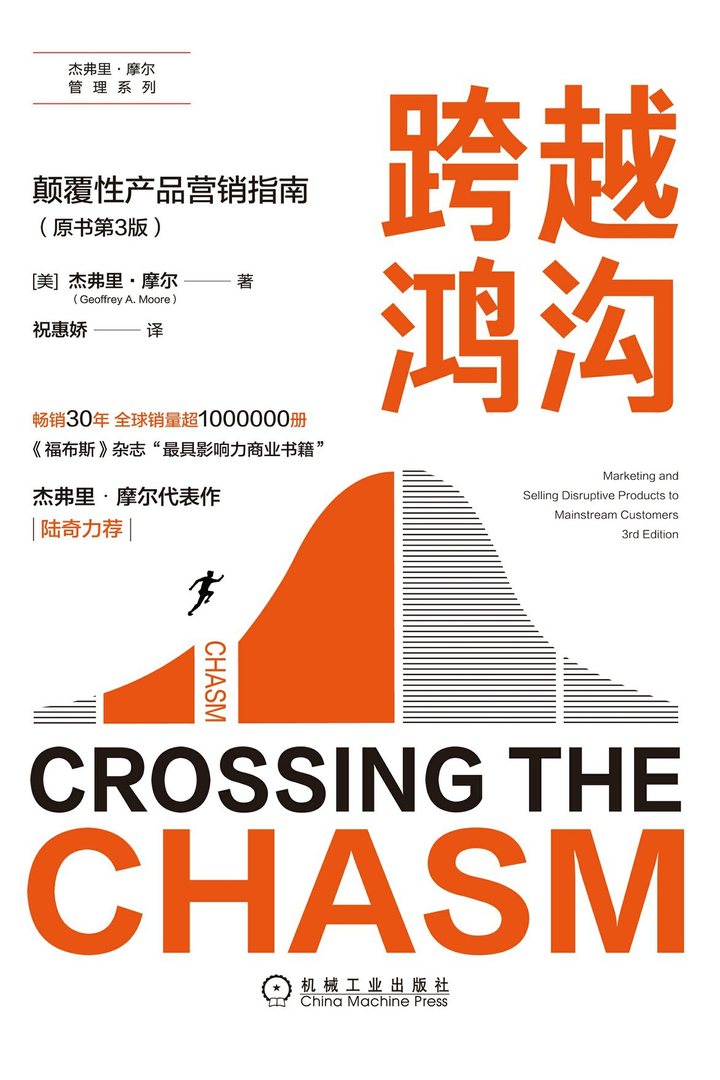 杰弗里·摩尔
管理系列
跨越
鸿沟
颠覆性产品营销指南
（原书第3版）
[美] 杰弗里·摩尔 —— 著
（Geoffrey A. Moore）
祝惠娇 —— 译
畅销30年 全球销量超1000000册
《福布斯》杂志“最具影响力商业书籍”
杰弗里·摩尔代表作
|陆奇力荐|
Marketing and
Selling Disruptive Products to
Mainstream Customers
3rd Edition
CHASM
CROSSING THE
CHASM
机械工业出版社
China Machine Press